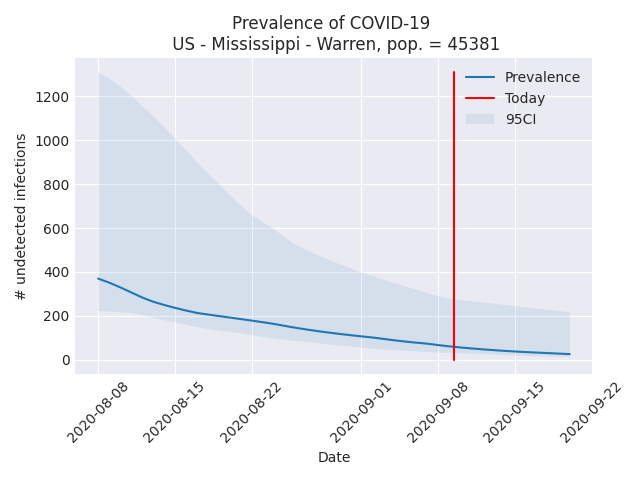 Prevalence of COVID-19
US - Mississippi - Warren, pop. = 45381
Prevalence
Today
95CI
# undetected infections
1200
1000
800
600
400
200
0
2020-08-08
2020-08-15
2020-08-22
2020-09-01
2020-09-08
2020-09-15
2020-09-22
Date